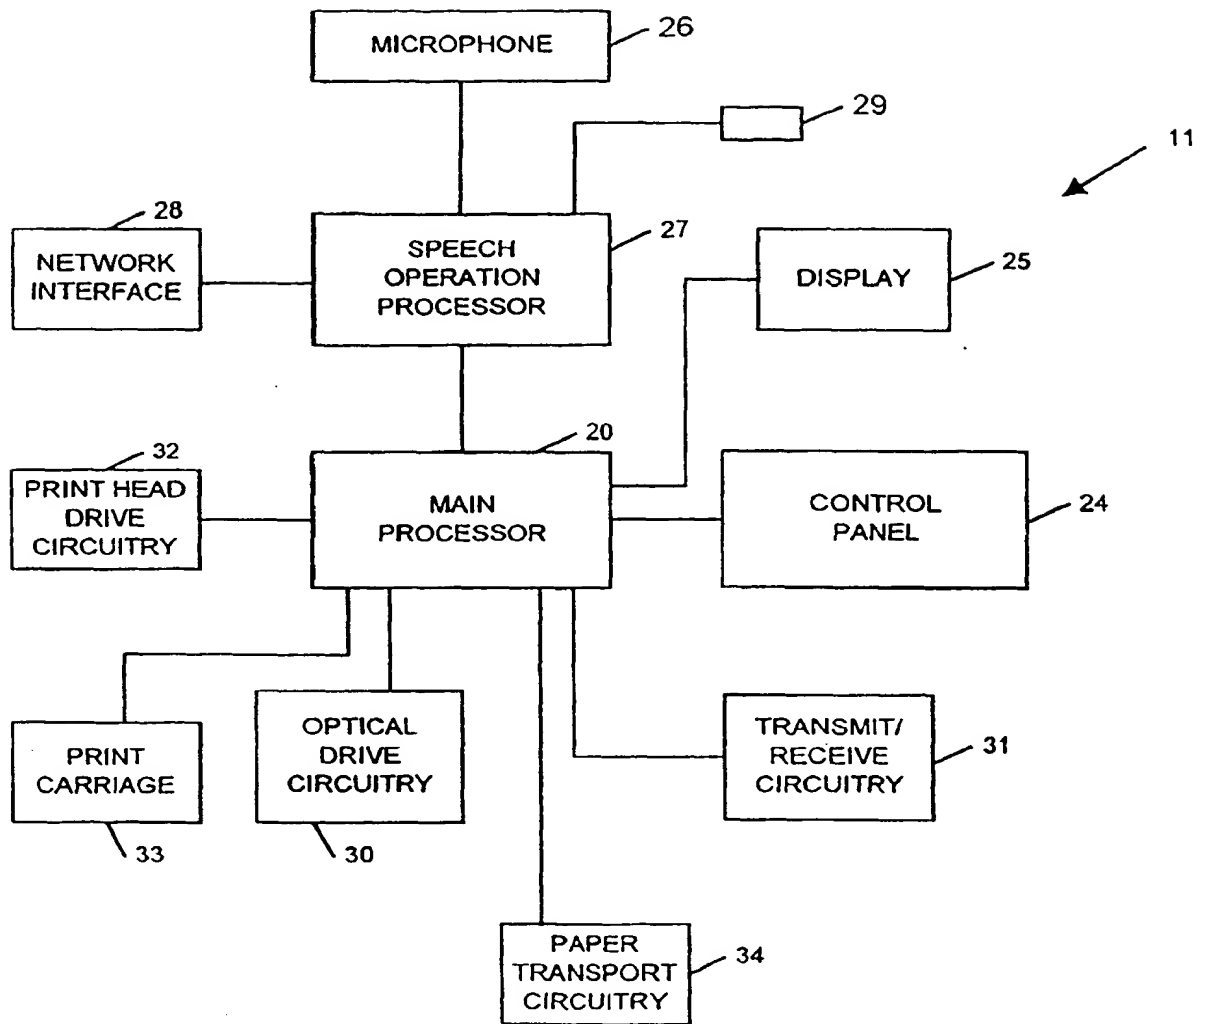 MICROPHONE
26
29
11
28
NETWORK
INTERFACE
SPEECH
OPERATION
PROCESSOR
27
DISPLAY
25
32
PRINT HEAD
DRIVE
CIRCUITRY
20
MAIN
PROCESSOR
CONTROL
PANEL
24
PRINT
CARRIAGE
33
OPTICAL
DRIVE
CIRCUITRY
30
TRANSMIT/
RECEIVE
CIRCUITRY
31
PAPER
TRANSPORT
CIRCUITRY
34